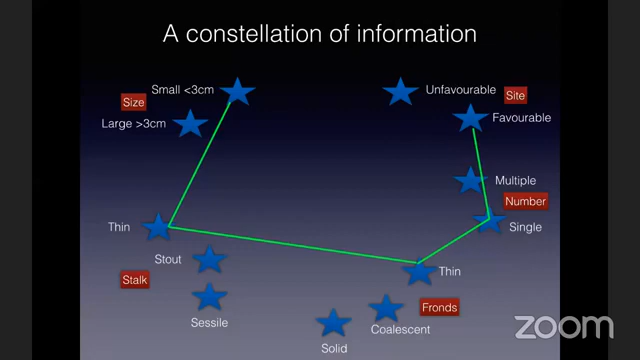 A constellation of information
Small <3cm
Unfavourable
Size
Site
Large >3cm
Favourable
Multiple
Number
Thin
Single
Stout
Thin
Stalk
Fronds
Sessile
Coalescent
Solid
zoom